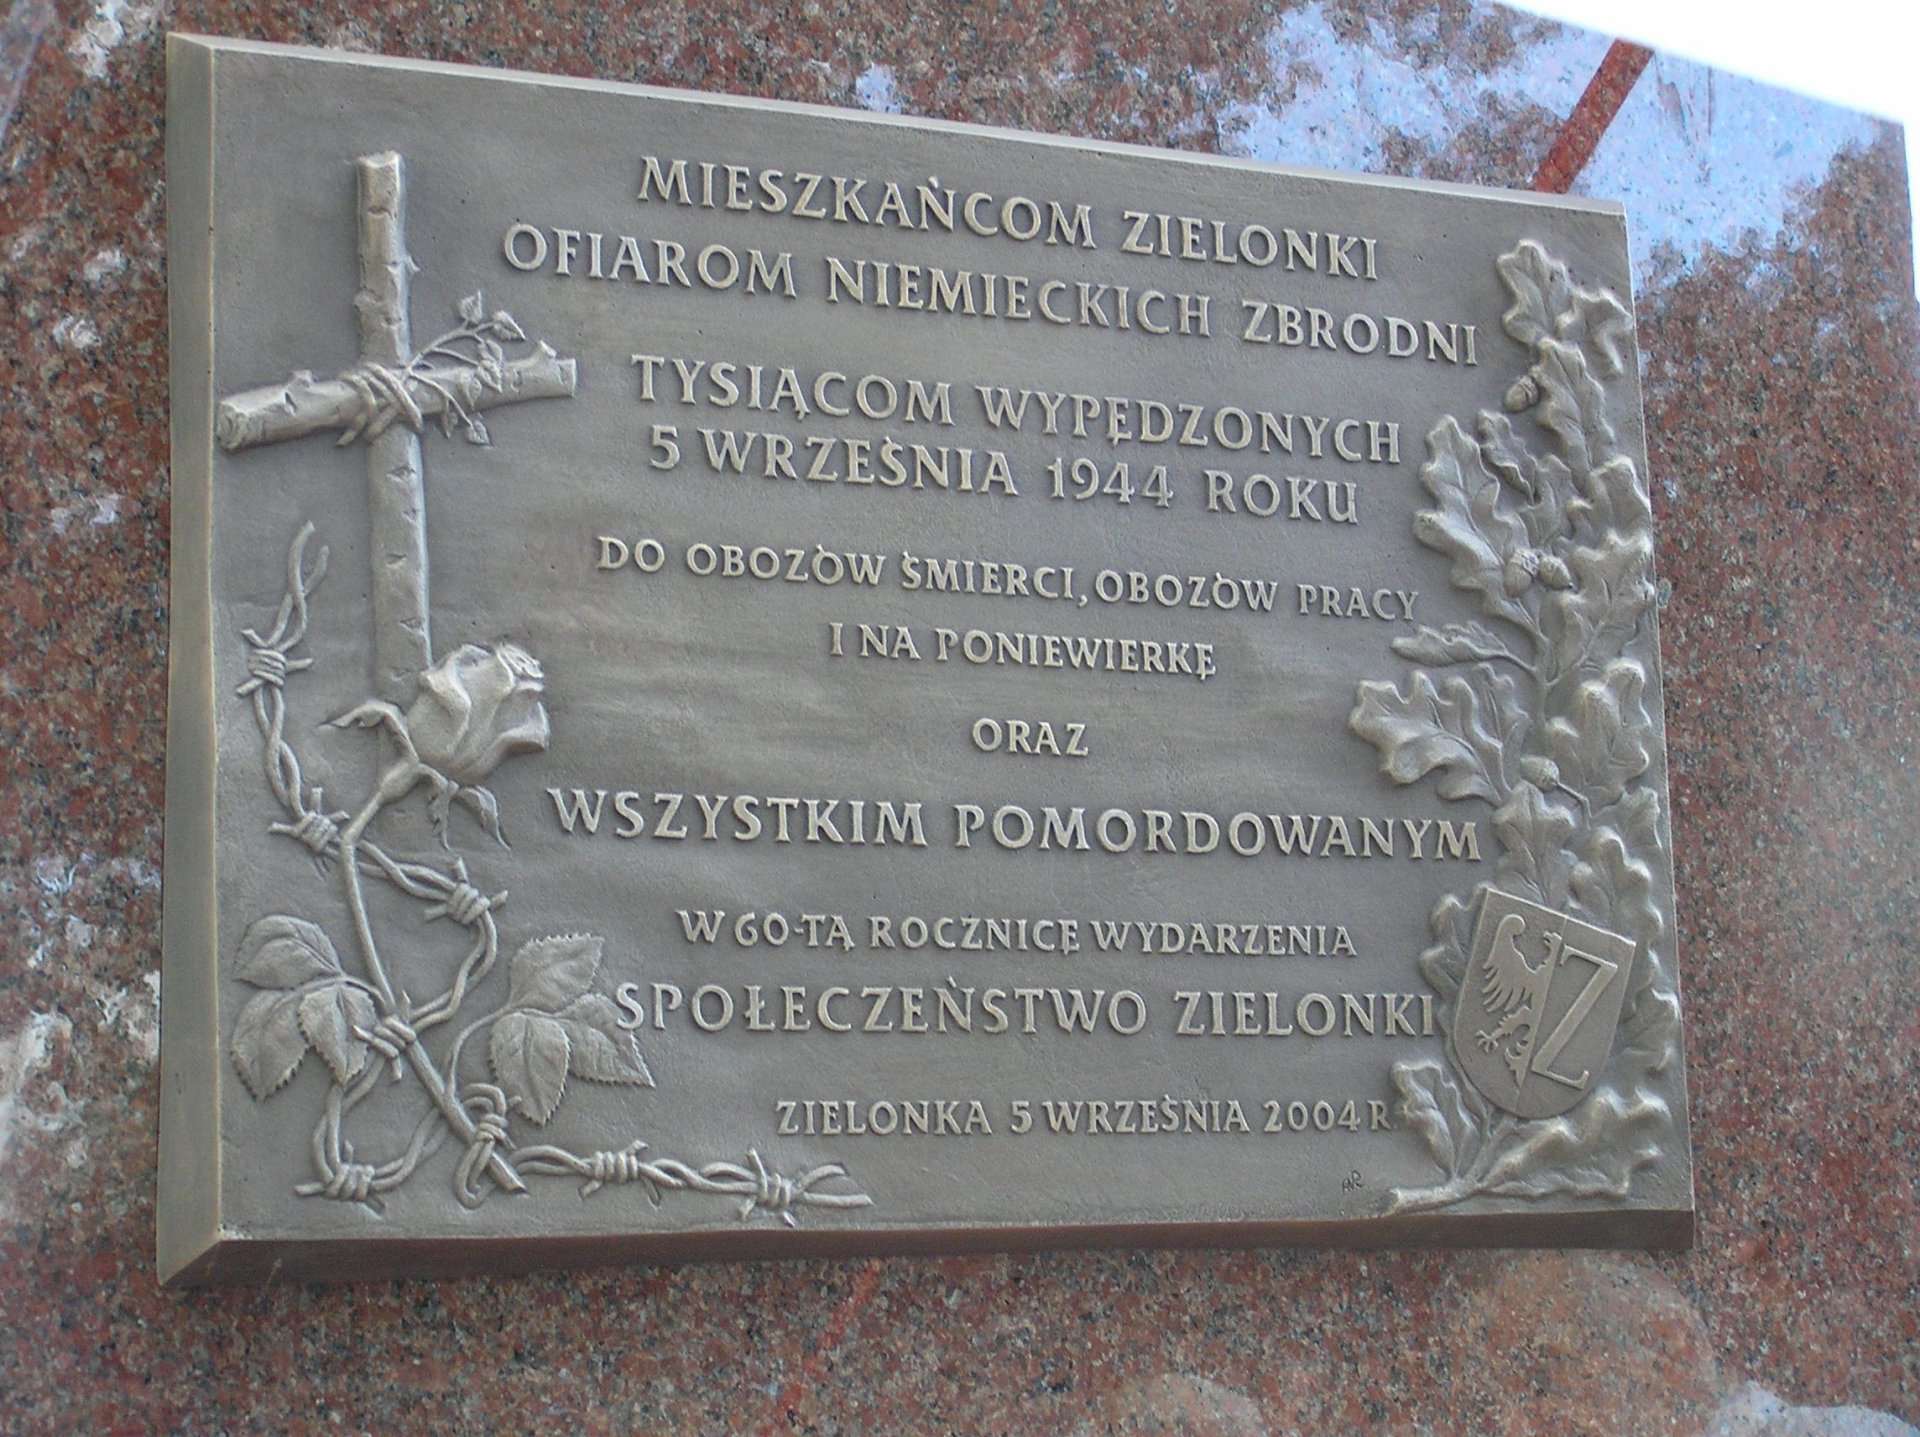 MIESZKAŃCOM ZIELONKI
OFIAROM NIEMIECKICH ZBRODNI
TYSIĄCOM WYPĘDZONYCH
5 WRZEŚNIA 1944 ROKU
DO OBOZÓW ŚMIERCI, OBOZÓW PRACY
I NA PONIEWIERKĘ
ORAZ
WSZYSTKIM POMORDOWANYM
W 60-TĄ ROCZNICĘ WYDARZENIA
SPOŁECZEŃSTWO ZIELONKI
Z
ZIELONKA 5 WRZEŚNIA 2004 R.